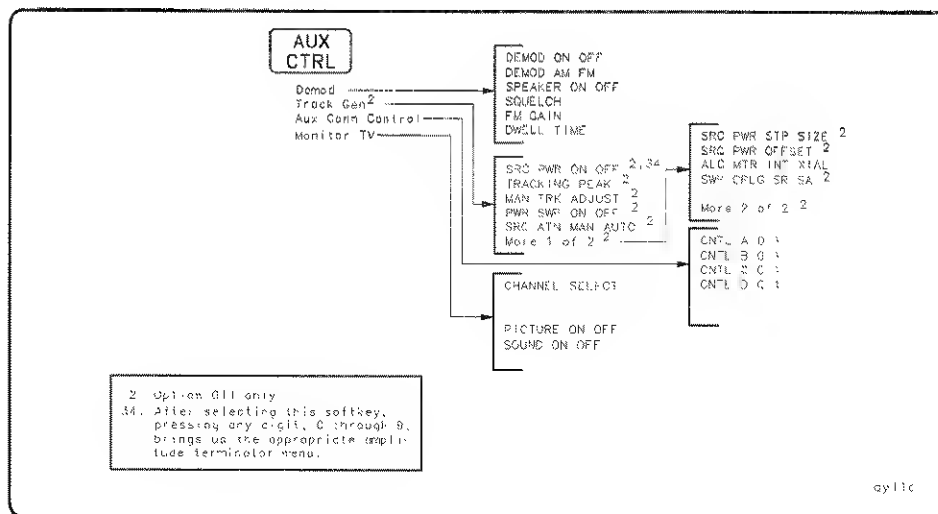 AUX
CTRL
Demod
Track Gen 2
Aux Conn Control
Monitor TV
DEMOD ON OFF
DEMOD AM FM
SPEAKER ON OFF
SQUELCH
FM GAIN
DWELL TIME
SRC PWR ON OFF 2,34
TRACKING PEAK 2
MAN TRK ADJUST 2
PWR SWP ON OFF 2
SRC ATN MAN AUTO 2
More 1 of 2 2
SRC PWR STP SIZE 2
SRC PWR OFFSET 2
ALC MTR INT XTAL
SWP CPLG SR SA 2
More 2 of 2 2
CNTL A 0 1
CNTL B 0 1
CNTL C 0 1
CNTL D 0 1
CHANNEL SELECT
PICTURE ON OFF
SOUND ON OFF
2 Option only
34. After selecting this softkey,
pressing any digit, 0 through 9,
brings up the appropriate ampli-
tude terminator menu.